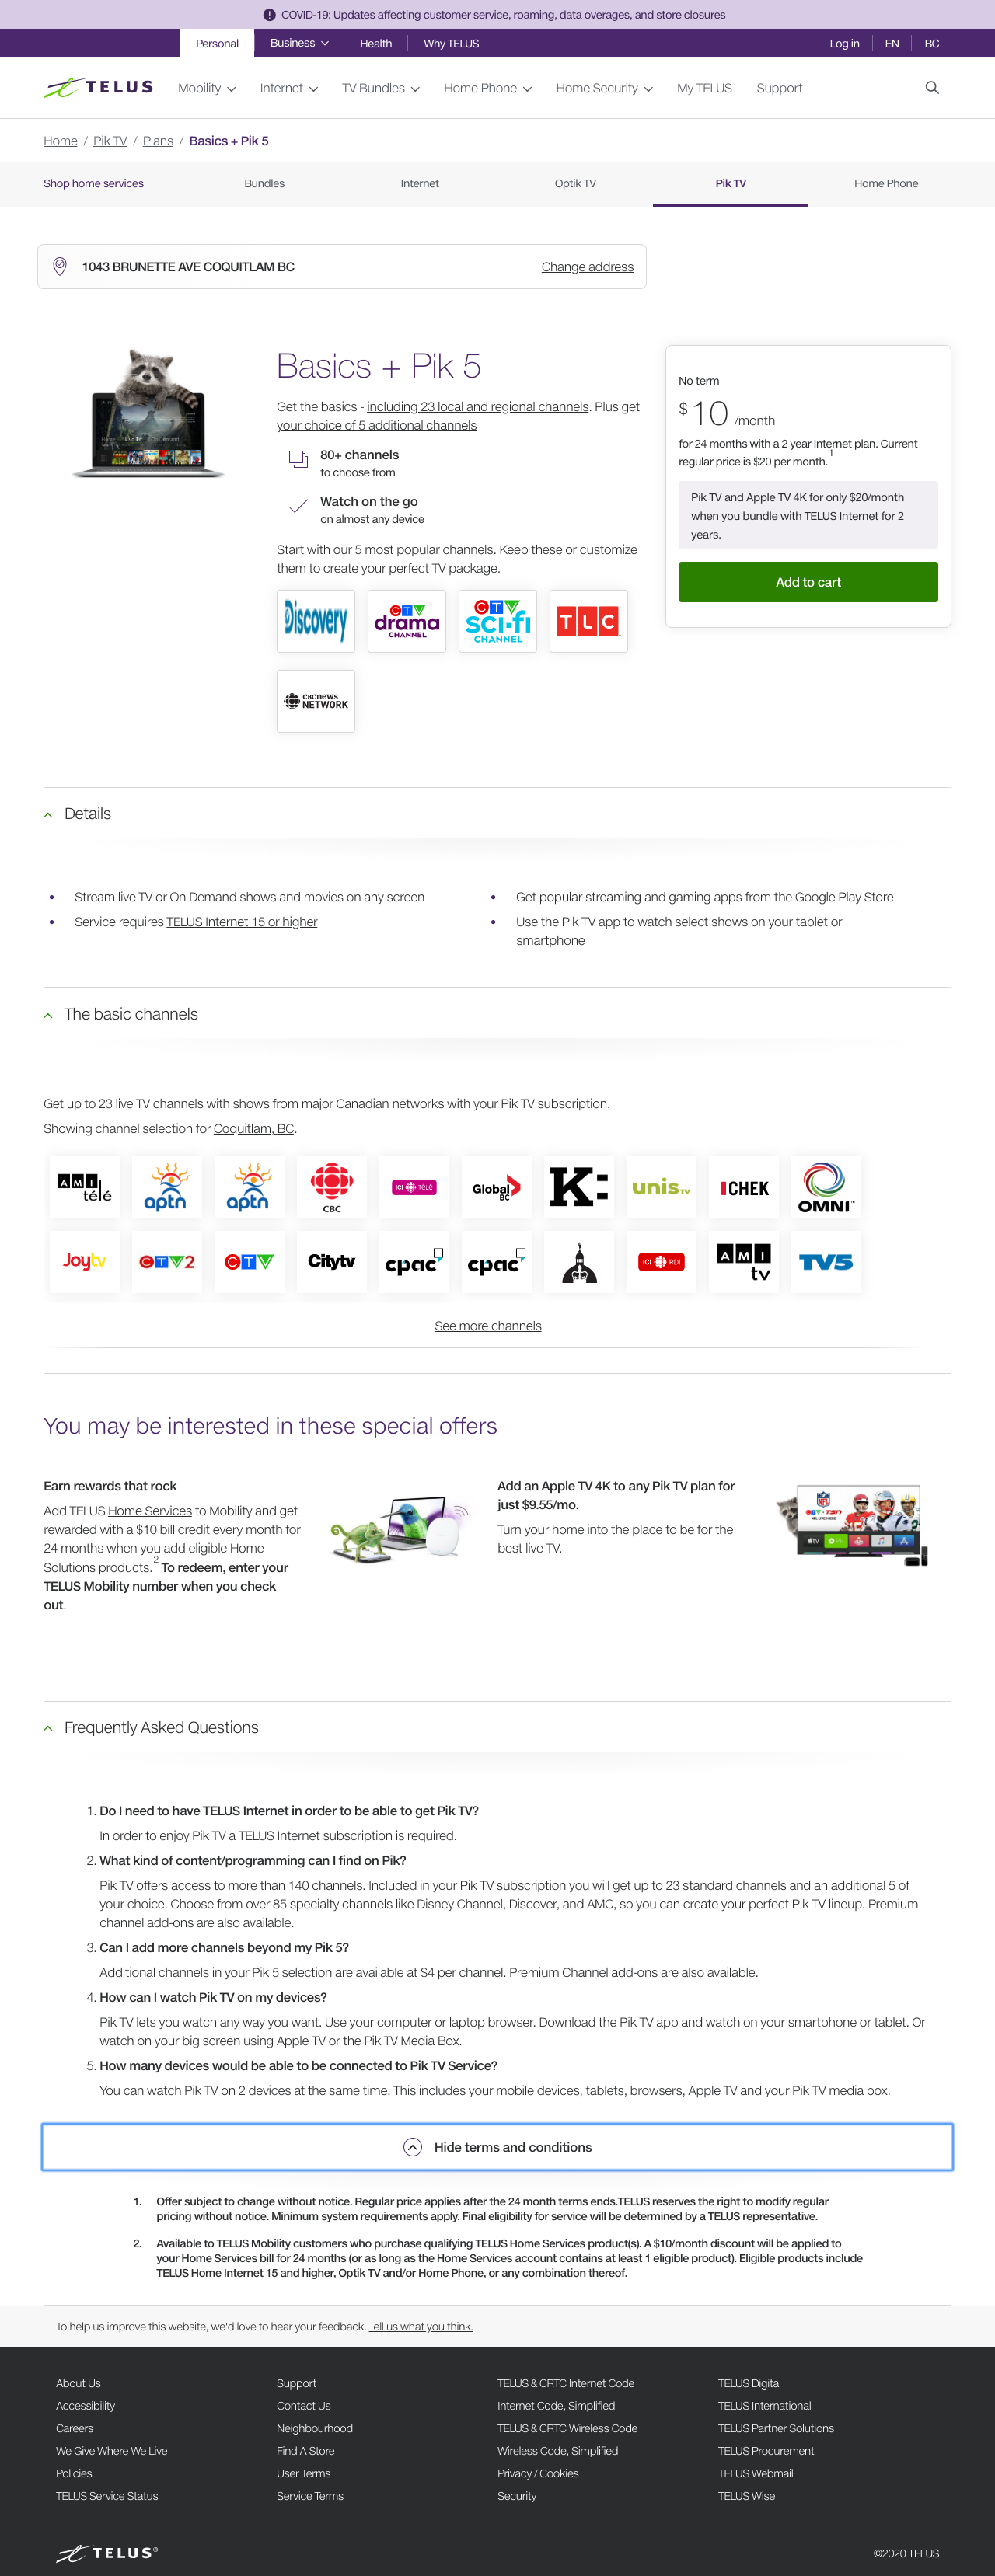 COVID-19: Updates affecting customer service, roaming, data overages, and store closures
Personal Business Health Why TELUS Log in EN BC
TELUS Mobility Internet TV Bundles Home Phone Home Security My TELUS Support
Home / Pik TV / Plans / Basics + Pik 5
Shop home services Bundles Internet Optik TV Pik TV Home Phone
1043 BRUNETTE AVE COQUITLAM BC Change address
Basics + Pik 5
Get the basics - including 23 local and regional channels. Plus get
your choice of 5 additional channels
80+ channels
to choose from
Watch on the go
on almost any device
Start with our 5 most popular channels. Keep these or customize
them to create your perfect TV package.
Discovery CTV drama CHANNEL CTV SCI-FI CHANNEL TLC
CBC NEWS NETWORK
No term
$10 /month
for 24 months with a 2 year Internet plan. Current
regular price is $20 per month.1
Pik TV and Apple TV 4K for only $20/month
when you bundle with TELUS Internet for 2
years.
Add to cart
Details
Stream live TV or On Demand shows and movies on any screen
Service requires TELUS Internet 15 or higher
Get popular streaming and gaming apps from the Google Play Store
Use the Pik TV app to watch select shows on your tablet or
smartphone
The basic channels
Get up to 23 live TV channels with shows from major Canadian networks with your Pik TV subscription.
Showing channel selection for Coquitlam, BC.
AMI télé aptn aptn CBC ICI TÉLÉ Global BC K: unis TV CHEK OMNI
Joytv CTV2 CTV Citytv cpac cpac ICI RDI AMI tv TV5
See more channels
You may be interested in these special offers
Earn rewards that rock
Add TELUS Home Services to Mobility and get
rewarded with a $10 bill credit every month for
24 months when you add eligible Home
Solutions products.2 To redeem, enter your
TELUS Mobility number when you check
out.
Add an Apple TV 4K to any Pik TV plan for
just $9.55/mo.
Turn your home into the place to be for the
best live TV.
Frequently Asked Questions
1. Do I need to have TELUS Internet in order to be able to get Pik TV?
In order to enjoy Pik TV a TELUS Internet subscription is required.
2. What kind of content/programming can I find on Pik?
Pik TV offers access to more than 140 channels. Included in your Pik TV subscription you will get up to 23 standard channels and an additional 5 of
your choice. Choose from over 85 specialty channels like Disney Channel, Discover, and AMC, so you can create your perfect Pik TV lineup. Premium
channel add-ons are also available.
3. Can I add more channels beyond my Pik 5?
Additional channels in your Pik 5 selection are available at $4 per channel. Premium Channel add-ons are also available.
4. How can I watch Pik TV on my devices?
Pik TV lets you watch any way you want. Use your computer or laptop browser. Download the Pik TV app and watch on your smartphone or tablet. Or
watch on your big screen using Apple TV or the Pik TV Media Box.
5. How many devices would be able to be connected to Pik TV Service?
You can watch Pik TV on 2 devices at the same time. This includes your mobile devices, tablets, browsers, Apple TV and your Pik TV media box.
Hide terms and conditions
1. Offer subject to change without notice. Regular price applies after the 24 month terms ends.TELUS reserves the right to modify regular
pricing without notice. Minimum system requirements apply. Final eligibility for service will be determined by a TELUS representative.
2. Available to TELUS Mobility customers who purchase qualifying TELUS Home Services product(s). A $10/month discount will be applied to
your Home Services bill for 24 months (or as long as the Home Services account contains at least 1 eligible product). Eligible products include
TELUS Home Internet 15 and higher, Optik TV and/or Home Phone, or any combination thereof.
To help us improve this website, we'd love to hear your feedback. Tell us what you think.
About Us Support TELUS & CRTC Internet Code TELUS Digital
Accessibility Contact Us Internet Code, Simplified TELUS International
Careers Neighbourhood TELUS & CRTC Wireless Code TELUS Partner Solutions
We Give Where We Live Find A Store Wireless Code, Simplified TELUS Procurement
Policies User Terms Privacy / Cookies TELUS Webmail
TELUS Service Status Service Terms Security TELUS Wise
TELUS® ©2020 TELUS